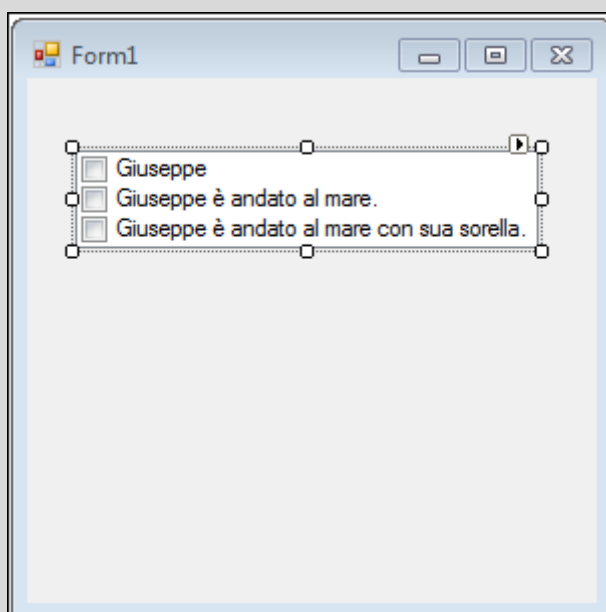 Form1
Giuseppe
Giuseppe è andato al mare.
Giuseppe è andato al mare con sua sorella.